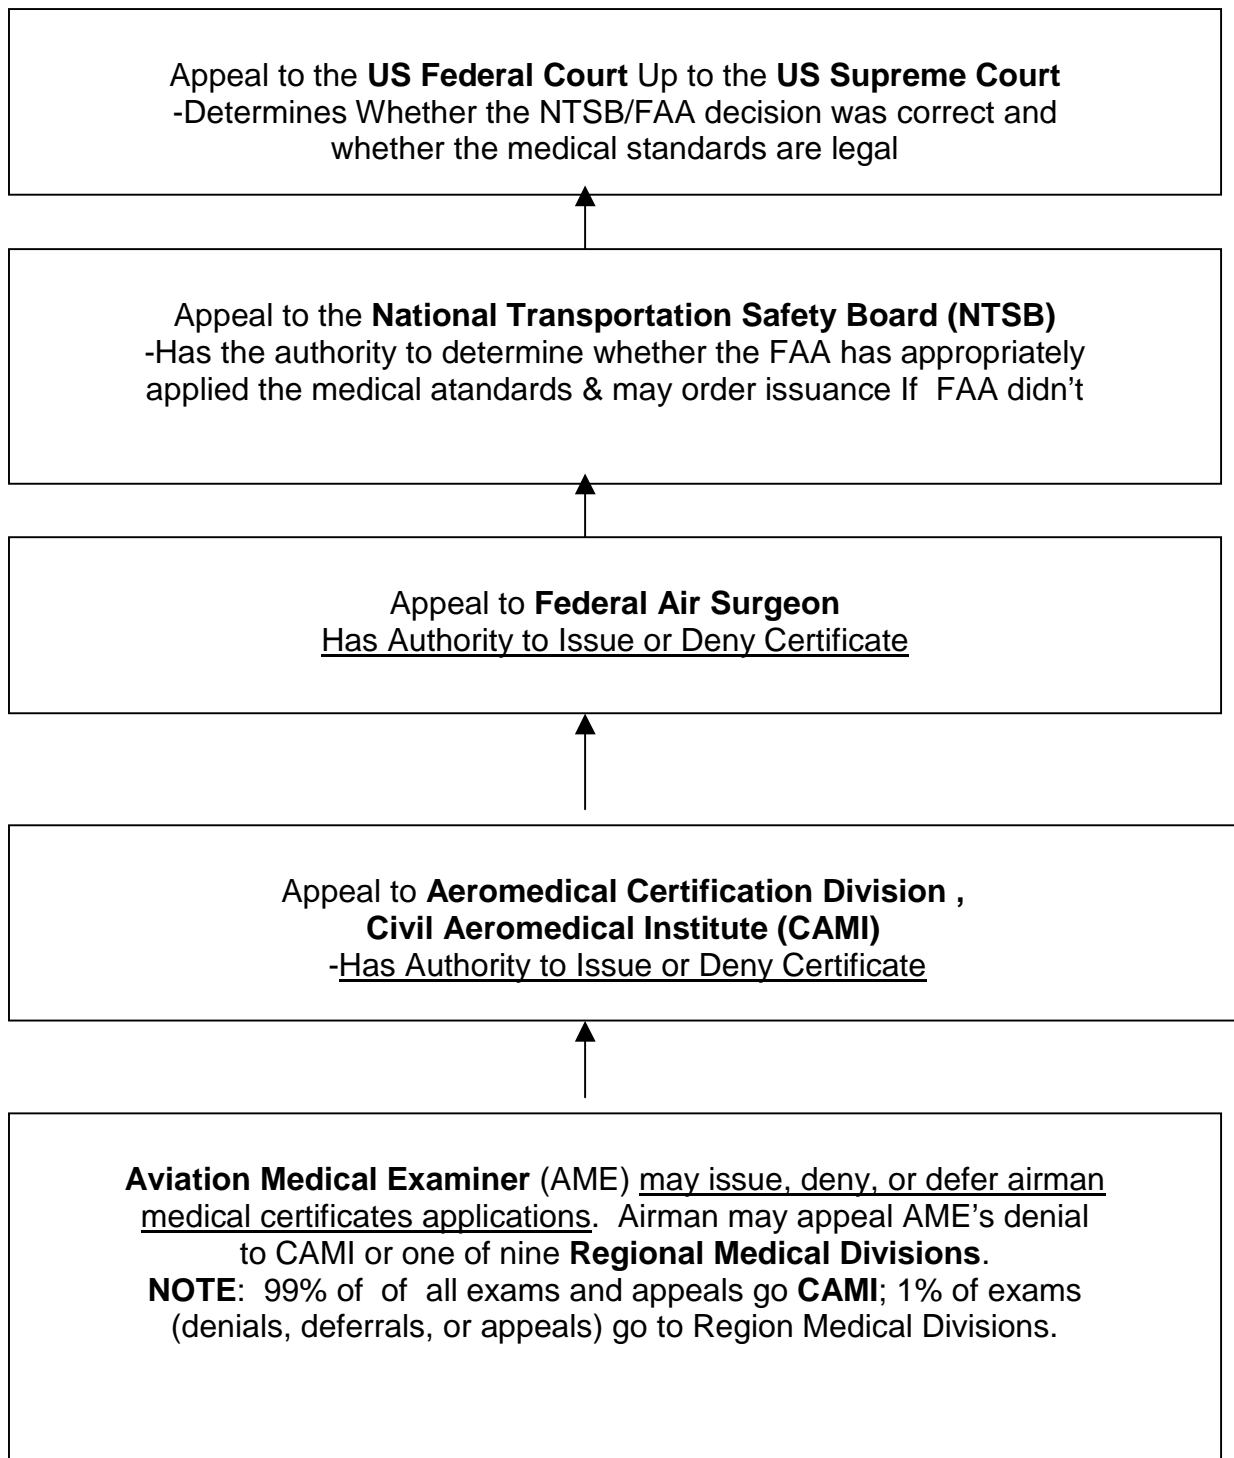 Appeal to the US Federal Court Up to the US Supreme Court
-Determines Whether the NTSB/FAA decision was correct and
whether the medical standards are legal
Appeal to the National Transportation Safety Board (NTSB)
-Has the authority to determine whether the FAA has appropriately
applied the medical atandards & may order issuance If  FAA didn’t
Appeal to Federal Air Surgeon
Has Authority to Issue or Deny Certificate
Appeal to Aeromedical Certification Division ,
Civil Aeromedical Institute (CAMI)
-Has Authority to Issue or Deny Certificate
Aviation Medical Examiner (AME) may issue, deny, or defer airman
medical certificates applications.  Airman may appeal AME’s denial
to CAMI or one of nine Regional Medical Divisions.
NOTE:  99% of  of  all exams and appeals go CAMI; 1% of exams
(denials, deferrals, or appeals) go to Region Medical Divisions.